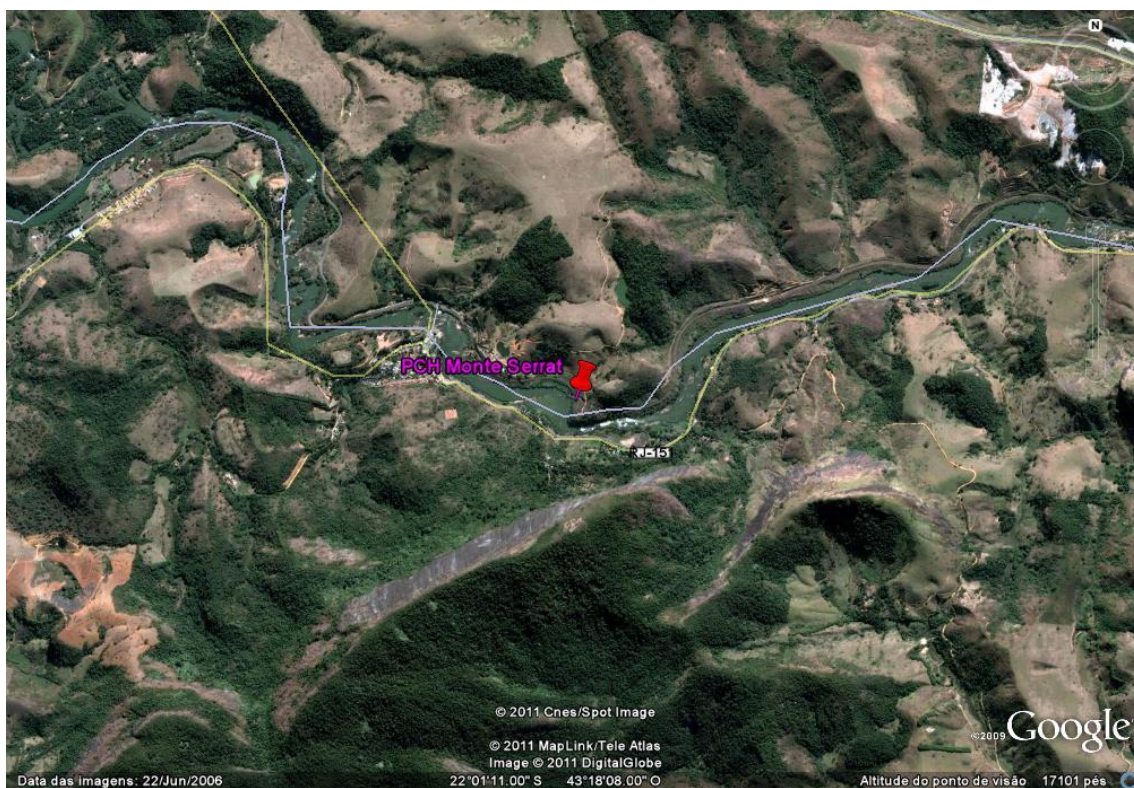 N
PCH Monte Serrat
RJ-151
© 2011 Cnes/Spot Image
© 2011 MapLink/Tele Atlas
Image © 2011 DigitalGlobe
©2009 Google
Data das imagens: 22/Jun/2006 22°01'11.00" S 43°18'08.00" O Altitude do ponto de visão 17101 pés